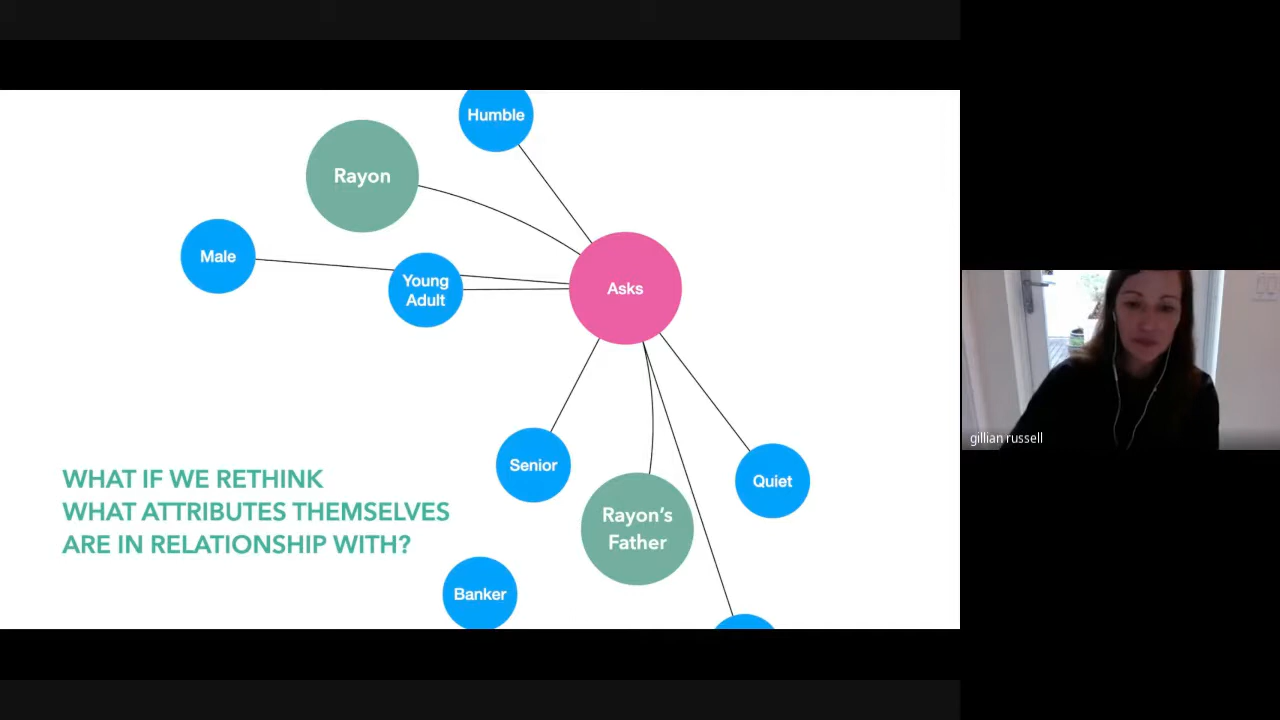 Humble
Rayon
Male
Young
Adult
Asks
Senior
Quiet
Rayon’s
Father
Banker
WHAT IF WE RETHINK
WHAT ATTRIBUTES THEMSELVES
ARE IN RELATIONSHIP WITH?
gillian russell